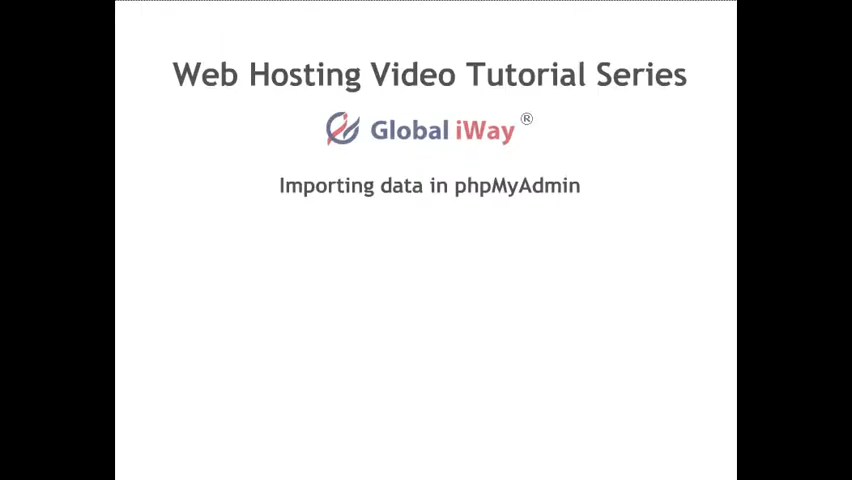 Web Hosting Video Tutorial Series
Global iWay ®
Importing data in phpMyAdmin